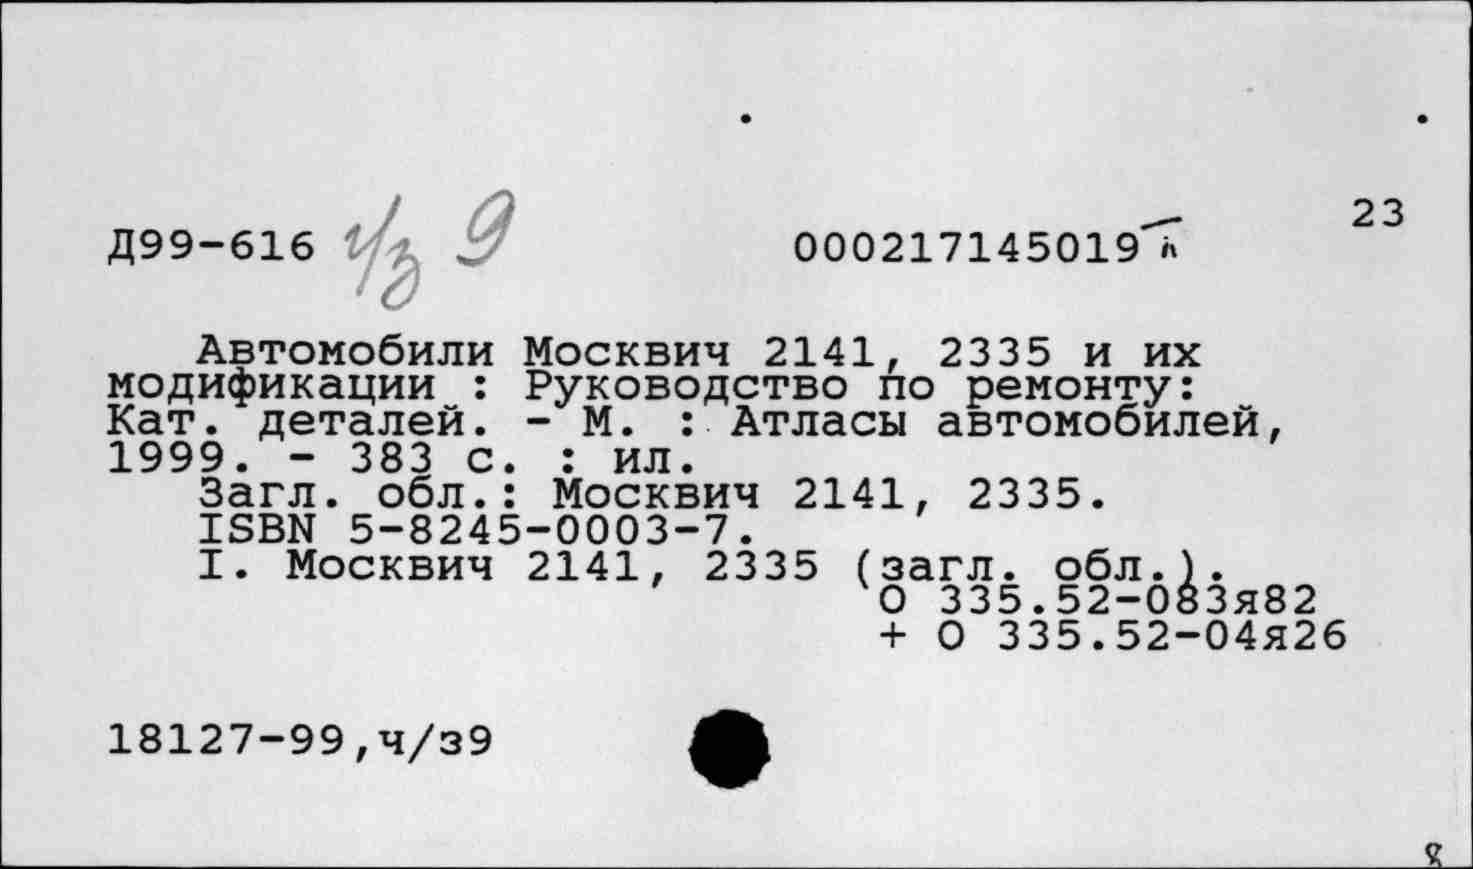 23
Д99-616 ч/з 9 000217145019
Автомобили Москвич 2141, 2335 и их
модификации : Руководство по ремонту:
Кат. деталей. - М. : Атласы автомобилей,
1999. - 383 с. : ил.
Загл. обл.: Москвич 2141, 2335.
ISBN 5-8245-0003-7.
I. Москвич 2141, 2335 (загл. обл.).
О 335.52-083я82
+ О 335.52-04я26
18127-99,ч/з9